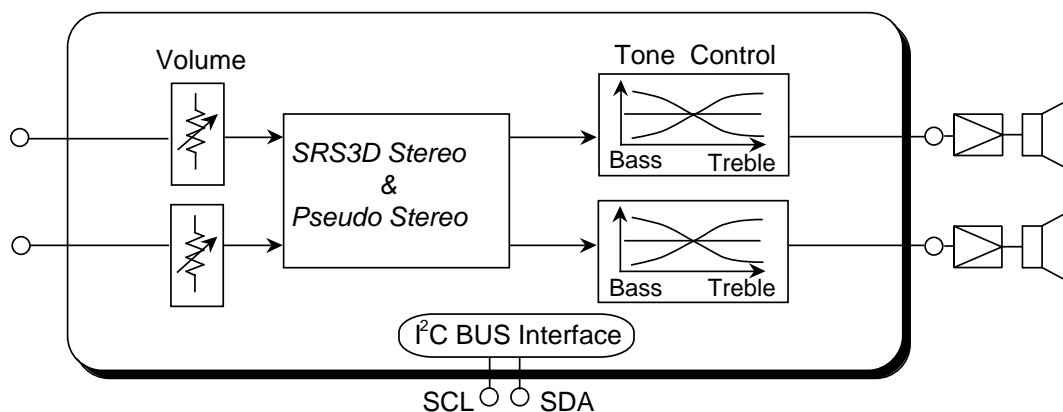 Volume
Tone Control
SRS3D Stereo
&
Pseudo Stereo
Bass Treble
Bass Treble
I²C BUS Interface
SCL SDA